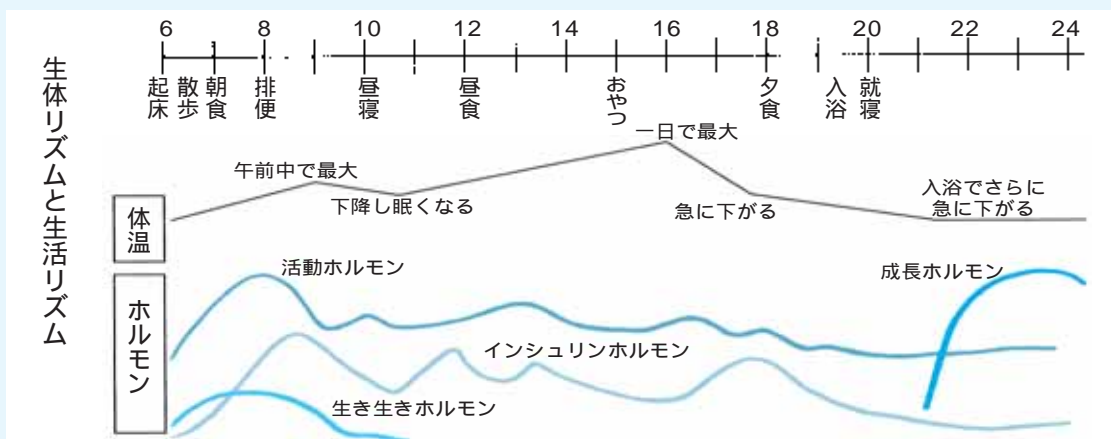 生体リズムと生活リズム
6 8 10 12 14 16 18 20 22 24
起床 散歩 朝食 排便 昼寝 昼食 おやつ 夕食 入浴 就寝
体温
午前中で最大
下降し眠くなる
一日で最大
急に下がる
入浴でさらに
急に下がる
ホルモン
活動ホルモン
成長ホルモン
インシュリンホルモン
生き生きホルモン